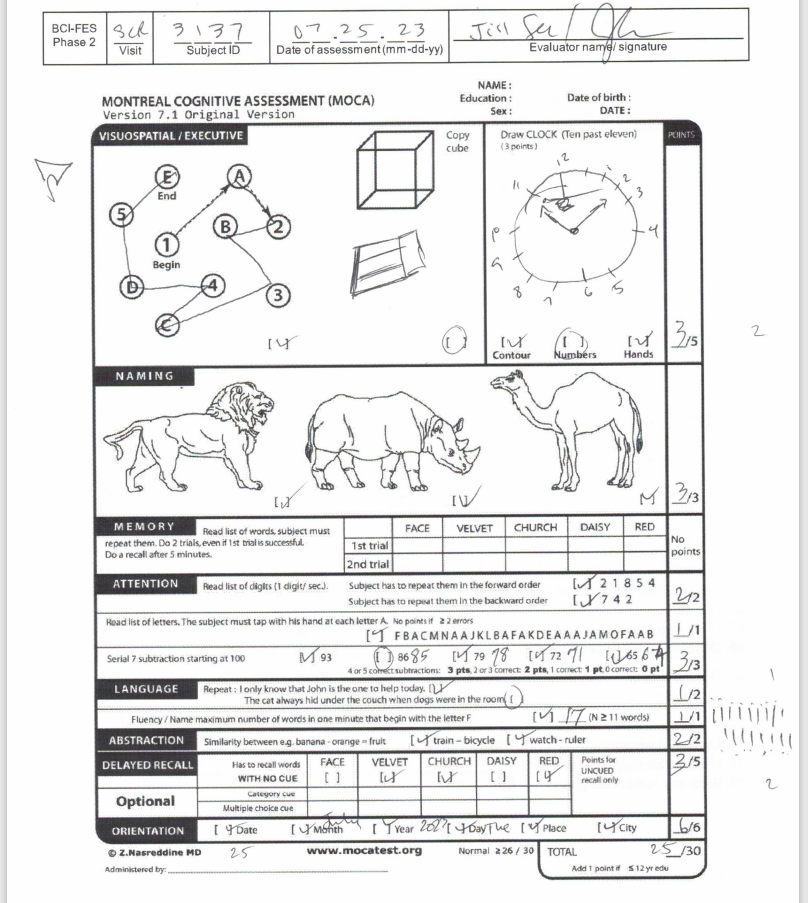 BCI-FES Phase 2
SCR Visit
3137 Subject ID
07.25.23 Date of assessment (mm-dd-yy)
Evaluator name/ signature
NAME :
MONTREAL COGNITIVE ASSESSMENT (MOCA)
Education : Date of birth :
Version 7.1 Original Version
Sex : DATE :
VISUOSPATIAL / EXECUTIVE
Copy cube
Draw CLOCK (Ten past eleven)
(3 points)
POINTS
E End
A
5
B
2
1 Begin
D
4
3
C
12
1
2
3
4
5
6
7
8
9
11
[✓] [ ]
[✓] Contour
[ ] Numbers
[✓] Hands
3/5
2
NAMING
[✓] [✓] [✓] 3/3
MEMORY
Read list of words, subject must repeat them. Do 2 trials, even if 1st trial is successful. Do a recall after 5 minutes.
FACE VELVET CHURCH DAISY RED
1st trial
2nd trial
No points
ATTENTION
Read list of digits (1 digit/ sec.).
Subject has to repeat them in the forward order [✓] 2 1 8 5 4
Subject has to repeat them in the backward order [✓] 7 4 2
2/2
Read list of letters. The subject must tap with his hand at each letter A. No points if ≥ 2 errors
[✓] F B A C M N A A J K L B A F A K D E A A A J A M O F A A B 1/1
Serial 7 subtraction starting at 100 [✓] 93 [ ] 86 85 [✓] 79 78 [✓] 72 71 [✓] 65 64 3/3
4 or 5 correct subtractions: 3 pts, 2 or 3 correct: 2 pts, 1 correct: 1 pt, 0 correct: 0 pt
LANGUAGE
Repeat : I only know that John is the one to help today. [✓]
The cat always hid under the couch when dogs were in the room. [ ] 1/2
Fluency / Name maximum number of words in one minute that begin with the letter F [✓] 17 (N ≥ 11 words) 1/1
ABSTRACTION
Similarity between e.g. banana - orange = fruit [✓] train – bicycle [✓] watch - ruler 2/2
DELAYED RECALL
Has to recall words WITH NO CUE
FACE [ ] VELVET [✓] CHURCH [✓] DAISY [ ] RED [✓]
Points for UNCUED recall only
3/5
Optional
Category cue
Multiple choice cue
2
ORIENTATION
[✓] Date [✓] Month July [✓] Year 2023 [✓] Day Tue [✓] Place [✓] City 6/6
© Z.Nasreddine MD 25 www.mocatest.org Normal ≥ 26 / 30 TOTAL 25/30
Administered by:
Add 1 point if ≤ 12 yr edu